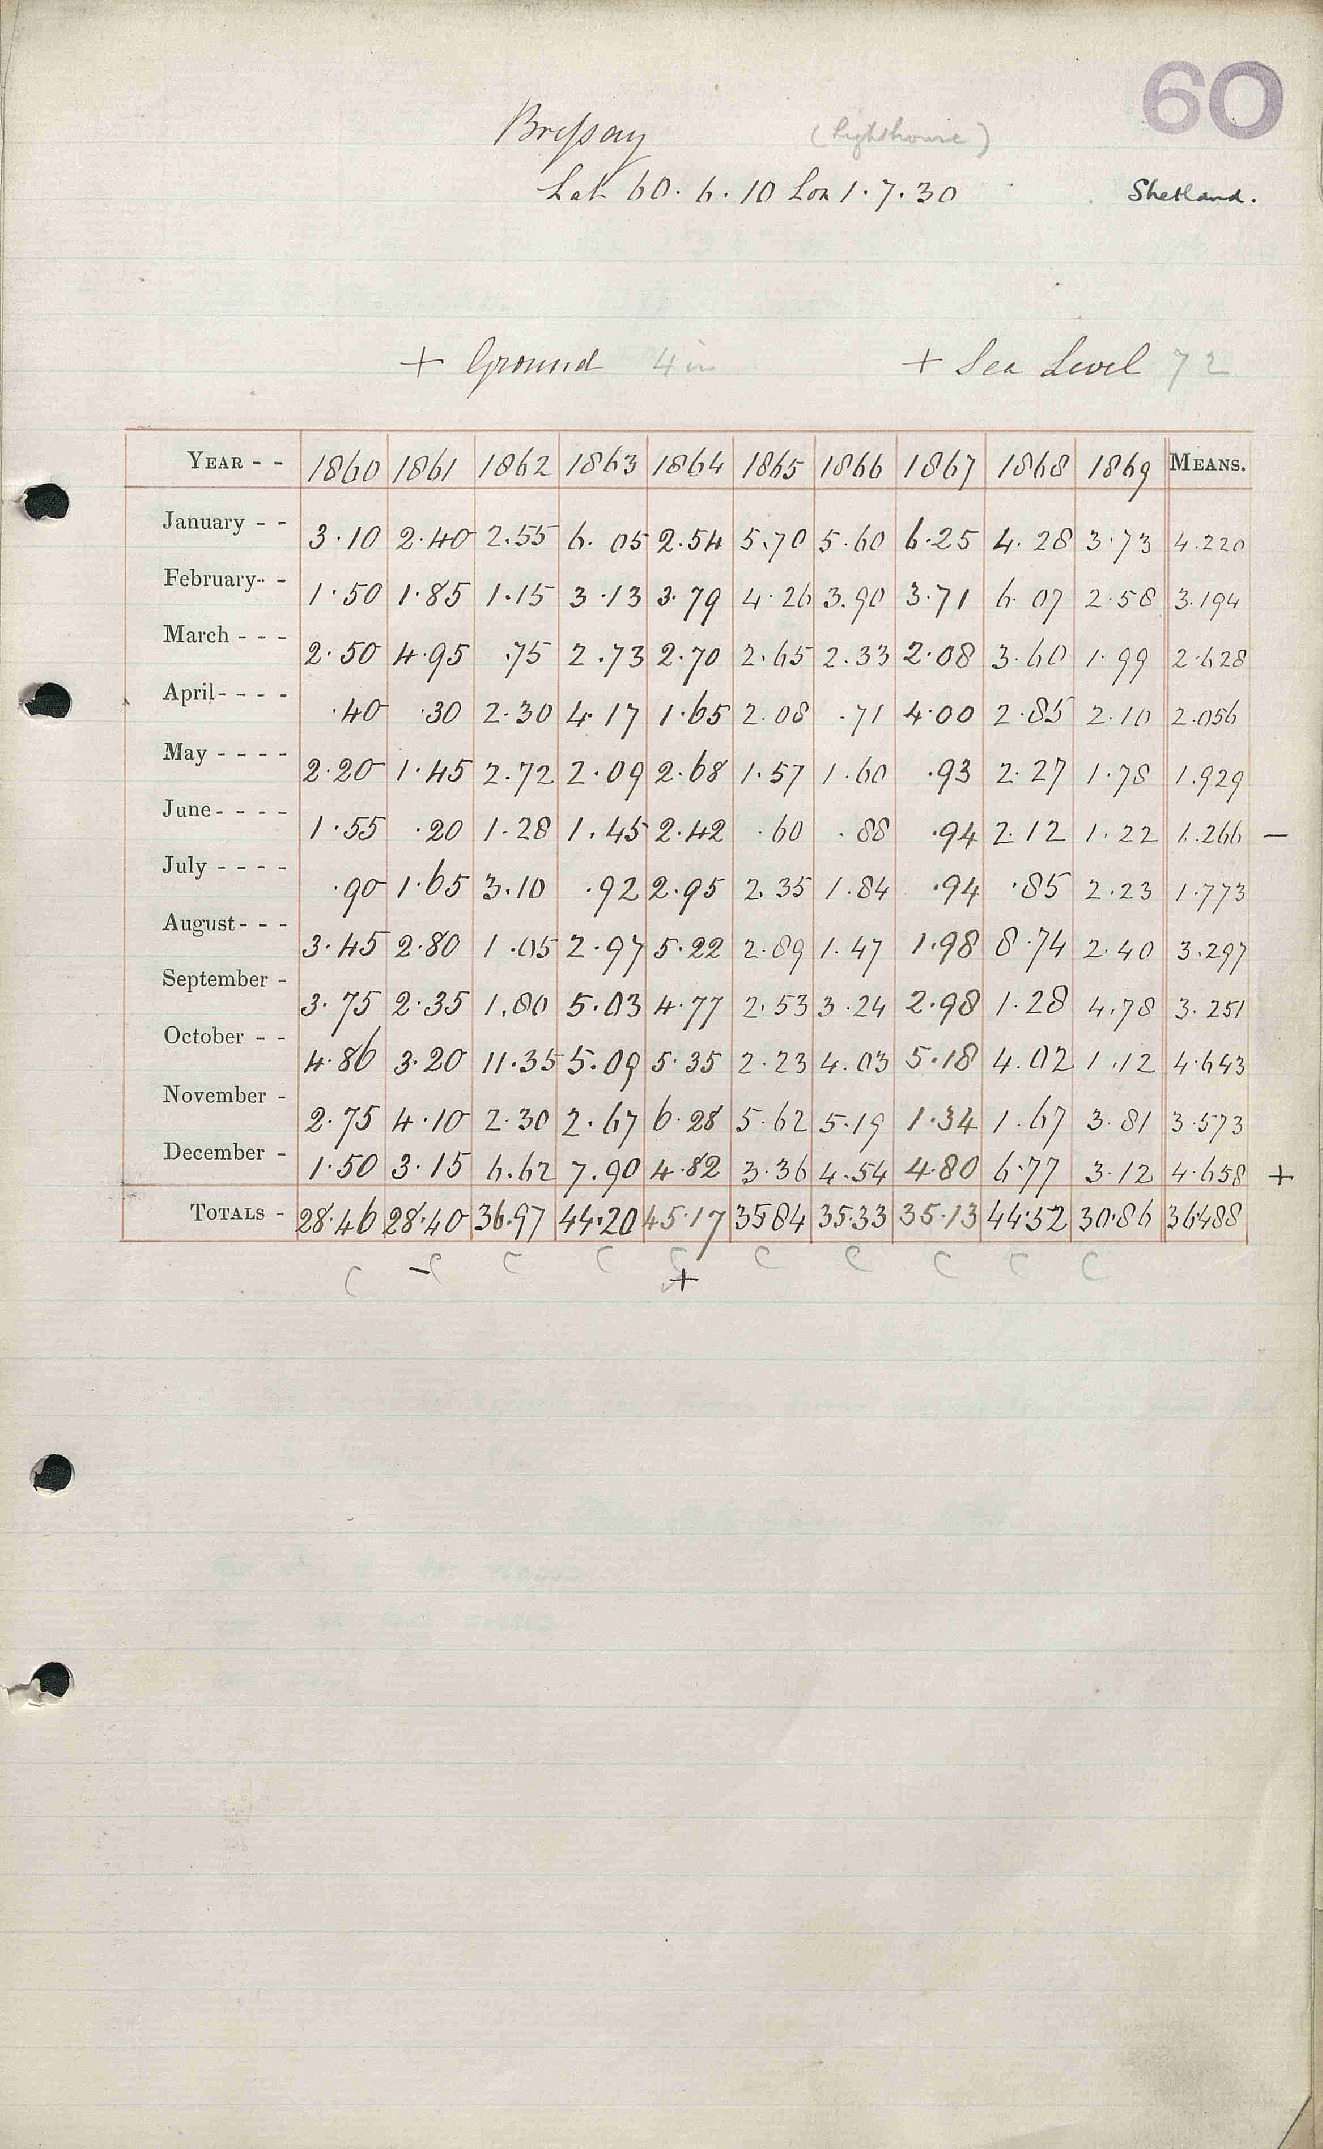 60
Breſsay (Lighthouse)
Lat 60. 6. 10 Lon 1. 7. 30 Shetland.
+ Ground 4 in + Sea Level 72
YEAR - - 1860 1861 1862 1863 1864 1865 1866 1867 1868 1869 MEANS.
January - - 3.10 2.40 2.55 6.05 2.54 5.70 5.60 6.25 4.28 3.73 4.220
February - - 1.50 1.85 1.15 3.13 3.79 4.26 3.90 3.71 6.07 2.58 3.194
March - - - 2.50 4.95 .75 2.73 2.70 2.65 2.33 2.08 3.60 1.99 2.628
April - - - - .40 .30 2.30 4.17 1.65 2.08 .71 4.00 2.85 2.10 2.056
May - - - - 2.20 1.45 2.72 2.09 2.68 1.57 1.60 .93 2.27 1.78 1.929
June - - - - 1.55 .20 1.28 1.45 2.42 .60 .88 .94 2.12 1.22 1.266 —
July - - - - .90 1.65 3.10 .92 2.95 2.35 1.84 .94 .85 2.23 1.773
August - - - 3.45 2.80 1.05 2.97 5.22 2.89 1.47 1.98 8.74 2.40 3.297
September - 3.75 2.35 1.80 5.03 4.77 2.53 3.24 2.98 1.28 4.78 3.251
October - - 4.86 3.20 11.35 5.09 5.35 2.23 4.03 5.18 4.02 1.12 4.643
November - 2.75 4.10 2.30 2.67 6.28 5.62 5.19 1.34 1.67 3.81 3.573
December - 1.50 3.15 6.62 7.90 4.82 3.36 4.54 4.80 6.77 3.12 4.658 +
TOTALS - 28.46 28.40 36.97 44.20 45.17 35.84 35.33 35.13 44.52 30.86 36.488
C — C C C C C C C C C
+